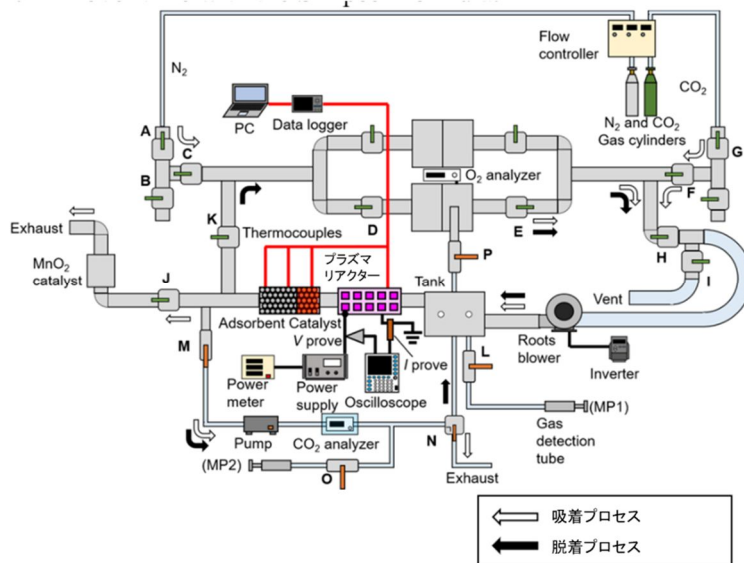 Flow
controller
N2
CO2
PC
Data logger
N2 and CO2
Gas cylinders
A
C
B
G
F
O2 analyzer
K
D
E
Thermocouples
P
H
I
Exhaust
MnO2
catalyst
J
プラズマ
リアクター
Tank
Vent
Adsorbent Catalyst
V prove
I prove
M
L
Roots
blower
Inverter
Power
meter
Power
supply
Oscilloscope
(MP1)
Gas
detection
tube
Pump
CO2 analyzer
N
(MP2)
O
Exhaust
吸着プロセス
脱着プロセス